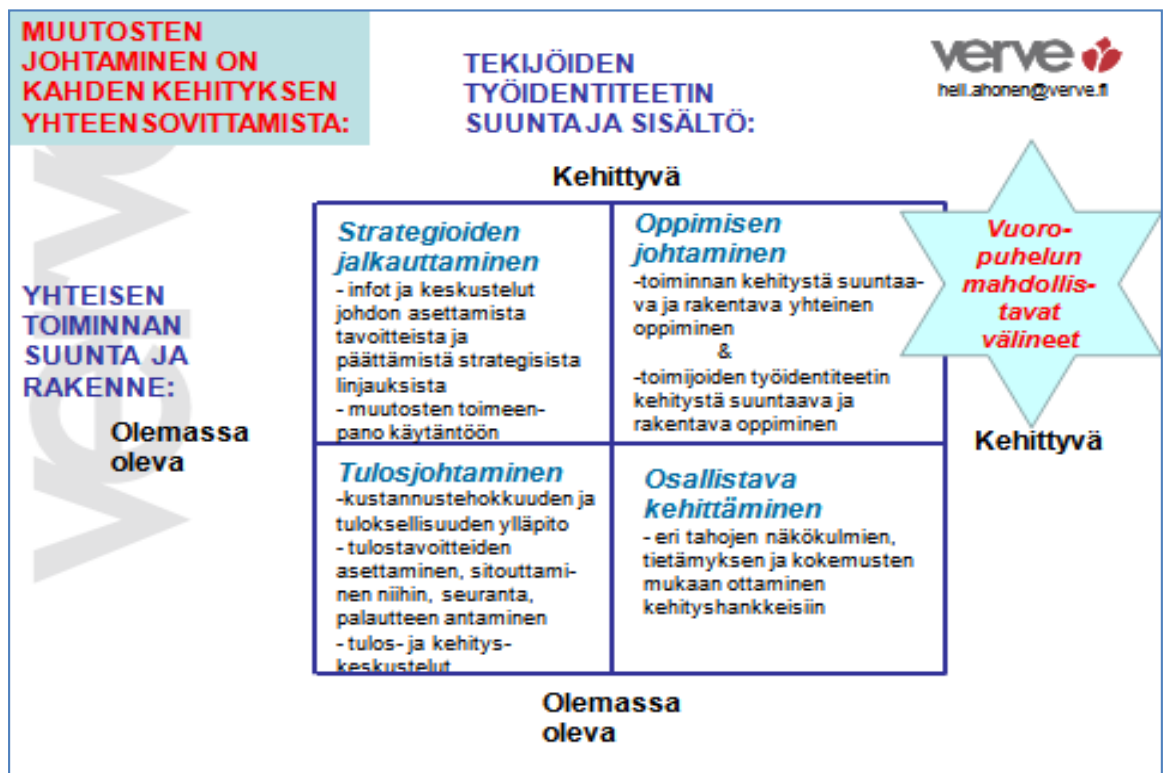 MUUTOSTEN
JOHTAMINEN ON
KAHDEN KEHITYKSEN
YHTEENSOVITTAMISTA:
TEKIJÖIDEN
TYÖIDENTITEETIN
SUUNTA JA SISÄLTÖ:
verve
heli.ahonen@verve.fi
verve
Kehittyvä
YHTEISEN
TOIMINNAN
SUUNTA JA
RAKENNE:
Olemassa
oleva
Strategioiden
jalkauttaminen
- infot ja keskustelut
johdon asettamista
tavoitteista ja
päättämistä strategisista
linjauksista
- muutosten toimeen-
pano käytäntöön
Oppimisen
johtaminen
-toiminnan kehitystä suuntaa-
va ja rakentava yhteinen
oppiminen
&
-toimijoiden työidentiteetin
kehitystä suuntaava ja
rakentava oppiminen
Vuoro-
puhelun
mahdollis-
tavat
välineet
Kehittyvä
Tulosjohtaminen
-kustannustehokkuuden ja
tuloksellisuuden ylläpito
- tulostavoitteiden
asettaminen, sitouttami-
nen niihin, seuranta,
palautteen antaminen
- tulos- ja kehitys-
keskustelut
Osallistava
kehittäminen
- eri tahojen näkökulmien,
tietämyksen ja kokemusten
mukaan ottaminen
kehityshankkeisiin
Olemassa
oleva